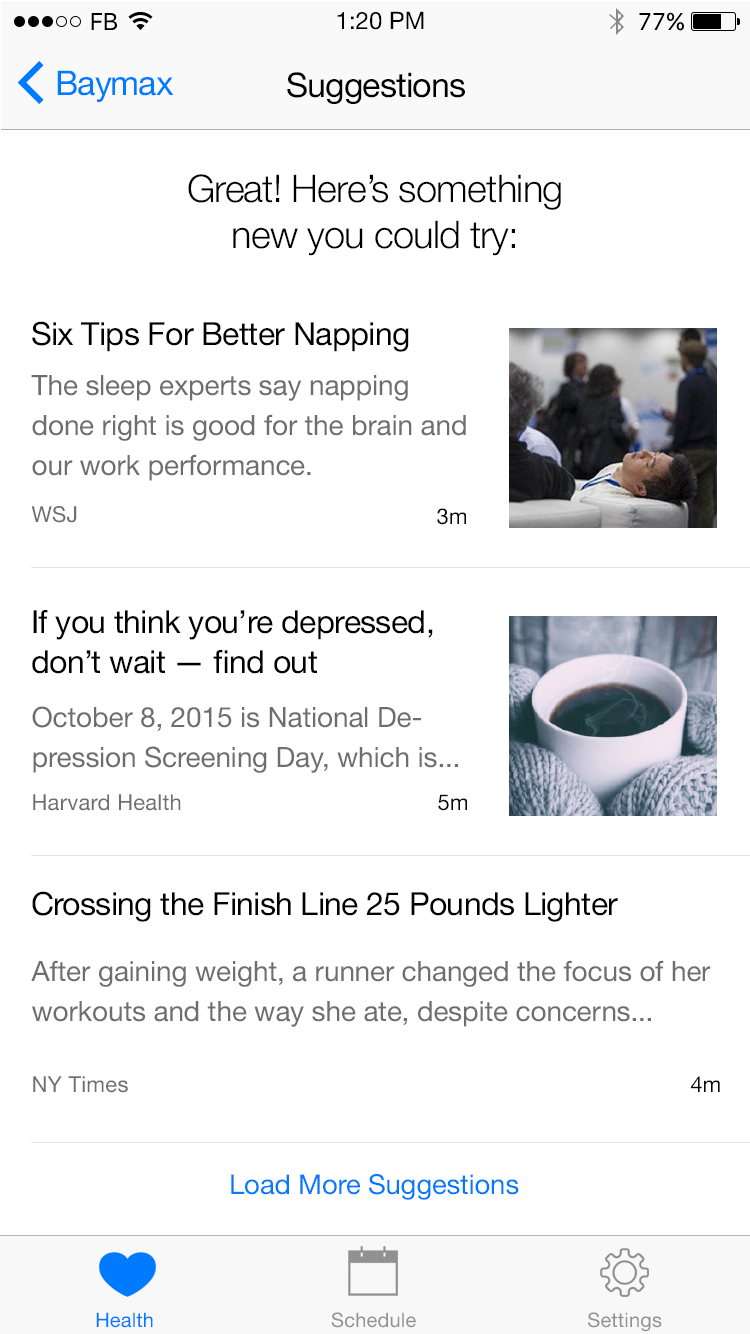 FB 1:20 PM 77%
Baymax Suggestions
Great! Here’s something
new you could try:
Six Tips For Better Napping
The sleep experts say napping
done right is good for the brain and
our work performance.
WSJ 3m
If you think you’re depressed,
don’t wait — find out
October 8, 2015 is National De-
pression Screening Day, which is...
Harvard Health 5m
Crossing the Finish Line 25 Pounds Lighter
After gaining weight, a runner changed the focus of her
workouts and the way she ate, despite concerns...
NY Times 4m
Load More Suggestions
Health Schedule Settings